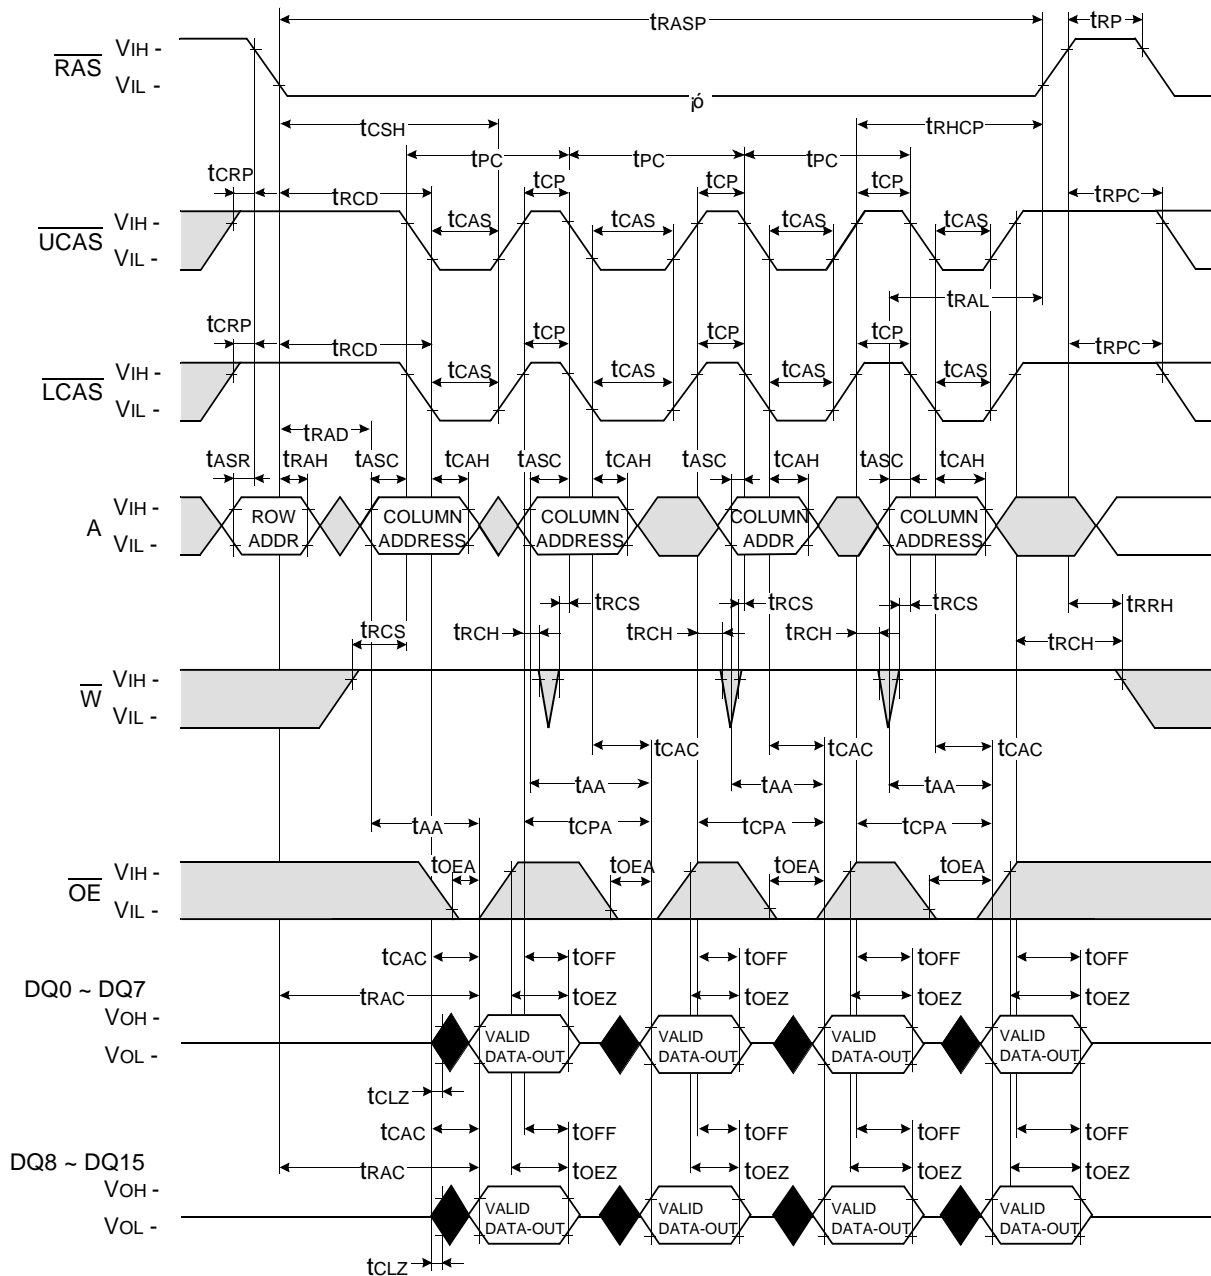 tRASP tRP
RAS VIH -
VIL -
¡ó
tCSH tRHCP
tPC tPC tPC
tCRP tRCD tCP tCP tCP tRPC
UCAS VIH -
VIL -
tCAS tCAS tCAS tCAS
tRAL
tCRP tRCD tCP tCP tCP tRPC
LCAS VIH -
VIL -
tCAS tCAS tCAS tCAS
tRAD
tASR tRAH tASC tCAH tASC tCAH tASC tCAH tASC tCAH
A VIH -
VIL -
ROW ADDR
COLUMN ADDRESS
COLUMN ADDRESS
COLUMN ADDR
COLUMN ADDRESS
tRCS tRCS tRCS tRCS tRRH
tRCH tRCH tRCH tRCH
W VIH -
VIL -
tCAC tCAC tCAC
tAA tAA tAA
tAA tCPA tCPA tCPA
tOEA tOEA tOEA tOEA
OE VIH -
VIL -
tCAC tOFF tOFF tOFF tOFF
DQ0 ~ DQ7
tRAC tOEZ tOEZ tOEZ tOEZ
VOH -
VOL -
VALID DATA-OUT
VALID DATA-OUT
VALID DATA-OUT
VALID DATA-OUT
tCLZ
tCAC tOFF tOFF tOFF tOFF
DQ8 ~ DQ15
tRAC tOEZ tOEZ tOEZ tOEZ
VOH -
VOL -
VALID DATA-OUT
VALID DATA-OUT
VALID DATA-OUT
VALID DATA-OUT
tCLZ